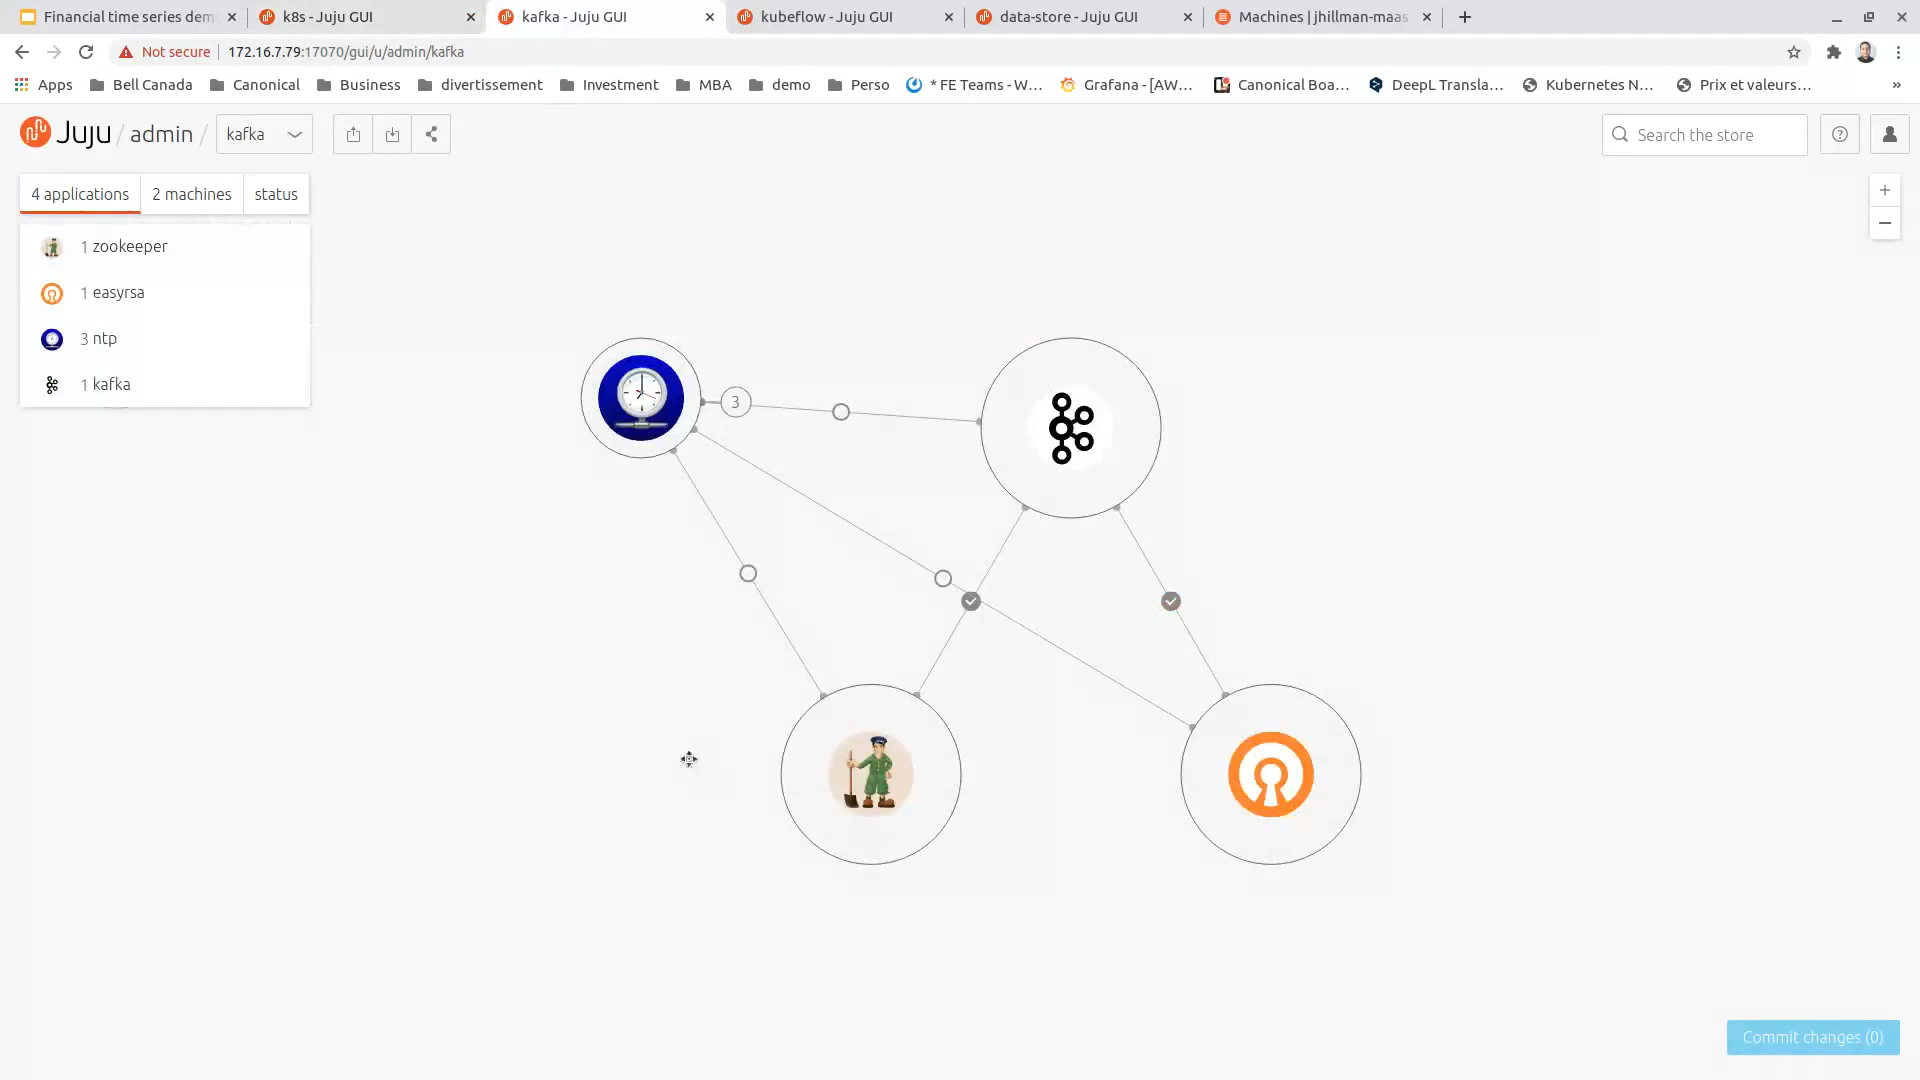 Financial time series dem
k8s - Juju GUI
kafka - Juju GUI
kubeflow - Juju GUI
data-store - Juju GUI
Machines | jhillman-maas
Not secure
172.16.7.79:17070/gui/u/admin/kafka
Apps
Bell Canada
Canonical
Business
divertissement
Investment
MBA
demo
Perso
* FE Teams - W...
Grafana - [AW...
Canonical Boa...
DeepL Transla...
Kubernetes N...
Prix et valeurs...
»
JUJU / admin /
kafka
Search the store
4 applications
2 machines
status
1 zookeeper
1 easyrsa
3 ntp
1 kafka
3
Commit changes (0)